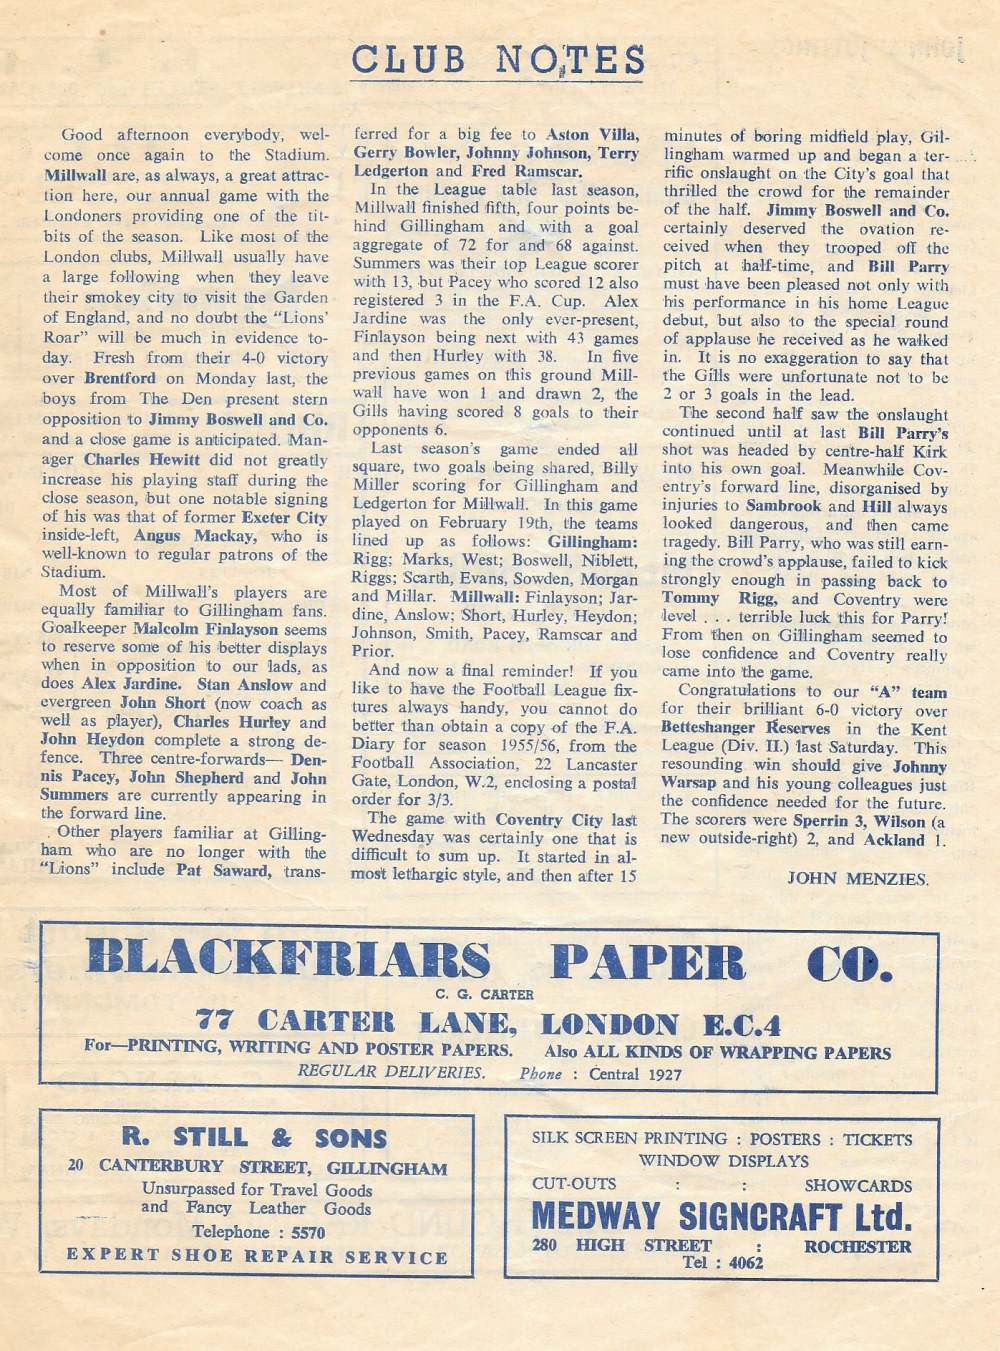 CLUB NOTES
Good afternoon everybody, wel-
come once again to the Stadium.
Millwall are, as always, a great attrac-
tion here, our annual game with the
Londoners providing one of the tit-
bits of the season. Like most of the
London clubs, Millwall usually have
a large following when they leave
their smokey city to visit the Garden
of England, and no doubt the "Lions'
Roar" will be much in evidence to-
day. Fresh from their 4-0 victory
over Brentford on Monday last, the
boys from The Den present stern
opposition to Jimmy Boswell and Co.
and a close game is anticipated. Man-
ager Charles Hewitt did not greatly
increase his playing staff during the
close season, but one notable signing
of his was that of former Exeter City
inside-left, Angus Mackay, who is
well-known to regular patrons of the
Stadium.
Most of Millwall's players are
equally familiar to Gillingham fans.
Goalkeeper Malcolm Finlayson seems
to reserve some of his better displays
when in opposition to our lads, as
does Alex Jardine. Stan Anslow and
evergreen John Short (now coach as
well as player), Charles Hurley and
John Heydon complete a strong de-
fence. Three centre-forwards— Den-
nis Pacey, John Shepherd and John
Summers are currently appearing in
the forward line.
Other players familiar at Gilling-
ham who are no longer with the
"Lions" include Pat Saward, trans-
ferred for a big fee to Aston Villa,
Gerry Bowler, Johnny Johnson, Terry
Ledgerton and Fred Ramscar.
In the League table last season,
Millwall finished fifth, four points be-
hind Gillingham and with a goal
aggregate of 72 for and 68 against.
Summers was their top League scorer
with 13, but Pacey who scored 12 also
registered 3 in the F.A. Cup. Alex
Jardine was the only ever-present,
Finlayson being next with 43 games
and then Hurley with 38. In five
previous games on this ground Mill-
wall have won 1 and drawn 2, the
Gills having scored 8 goals to their
opponents 6.
Last season's game ended all
square, two goals being shared, Billy
Miller scoring for Gillingham and
Ledgerton for Millwall. In this game
played on February 19th, the teams
lined up as follows: Gillingham:
Rigg; Marks, West; Boswell, Niblett,
Riggs; Scarth, Evans, Sowden, Morgan
and Millar. Millwall: Finlayson; Jar-
dine, Anslow; Short, Hurley, Heydon;
Johnson, Smith, Pacey, Ramscar and
Prior.
And now a final reminder! If you
like to have the Football League fix-
tures always handy, you cannot do
better than obtain a copy of the F.A.
Diary for season 1955/56, from the
Football Association, 22 Lancaster
Gate, London, W.2, enclosing a postal
order for 3/3.
The game with Coventry City last
Wednesday was certainly one that is
difficult to sum up. It started in al-
most lethargic style, and then after 15
minutes of boring midfield play, Gil-
lingham warmed up and began a ter-
rific onslaught on the City's goal that
thrilled the crowd for the remainder
of the half. Jimmy Boswell and Co.
certainly deserved the ovation re-
ceived when they trooped off the
pitch at half-time, and Bill Parry
must have been pleased not only with
his performance in his home League
debut, but also to the special round
of applause he received as he walked
in. It is no exaggeration to say that
the Gills were unfortunate not to be
2 or 3 goals in the lead.
The second half saw the onslaught
continued until at last Bill Parry's
shot was headed by centre-half Kirk
into his own goal. Meanwhile Cov-
entry's forward line, disorganised by
injuries to Sambrook and Hill always
looked dangerous, and then came
tragedy. Bill Parry, who was still earn-
ing the crowd's applause, failed to kick
strongly enough in passing back to
Tommy Rigg, and Coventry were
level . . . terrible luck this for Parry!
From then on Gillingham seemed to
lose confidence and Coventry really
came into the game.
Congratulations to our "A" team
for their brilliant 6-0 victory over
Betteshanger Reserves in the Kent
League (Div. II.) last Saturday. This
resounding win should give Johnny
Warsap and his young colleagues just
the confidence needed for the future.
The scorers were Sperrin 3, Wilson (a
new outside-right) 2, and Ackland 1.
JOHN MENZIES.
BLACKFRIARS PAPER CO.
C. G. CARTER
77 CARTER LANE, LONDON E.C.4
For—PRINTING, WRITING AND POSTER PAPERS. Also ALL KINDS OF WRAPPING PAPERS
REGULAR DELIVERIES. Phone : Central 1927
R. STILL & SONS
20 CANTERBURY STREET, GILLINGHAM
Unsurpassed for Travel Goods
and Fancy Leather Goods
Telephone : 5570
EXPERT SHOE REPAIR SERVICE
SILK SCREEN PRINTING : POSTERS : TICKETS
WINDOW DISPLAYS
CUT-OUTS : : SHOWCARDS
MEDWAY SIGNCRAFT Ltd.
280 HIGH STREET : ROCHESTER
Tel : 4062